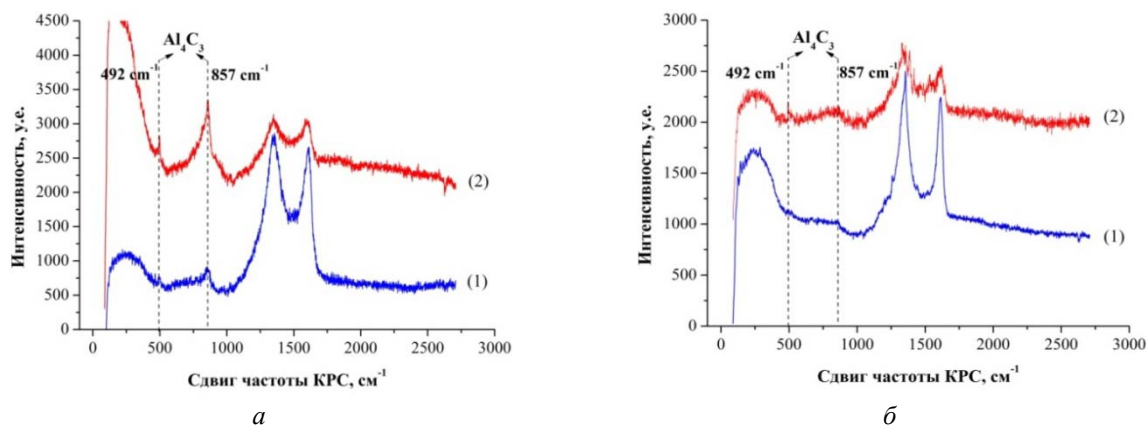 4500
4000
3500
3000
2500
2000
1500
1000
500
0
Интенсивность, у.е.
Al₄C₃
492 cm⁻¹
857 cm⁻¹
(2)
(1)
0 500 1000 1500 2000 2500 3000
Сдвиг частоты КРС, см⁻¹
а
3000
2500
2000
1500
1000
500
0
Интенсивность, у.е.
Al₄C₃
492 cm⁻¹
857 cm⁻¹
(2)
(1)
0 500 1000 1500 2000 2500 3000
Сдвиг частоты КРС, см⁻¹
б